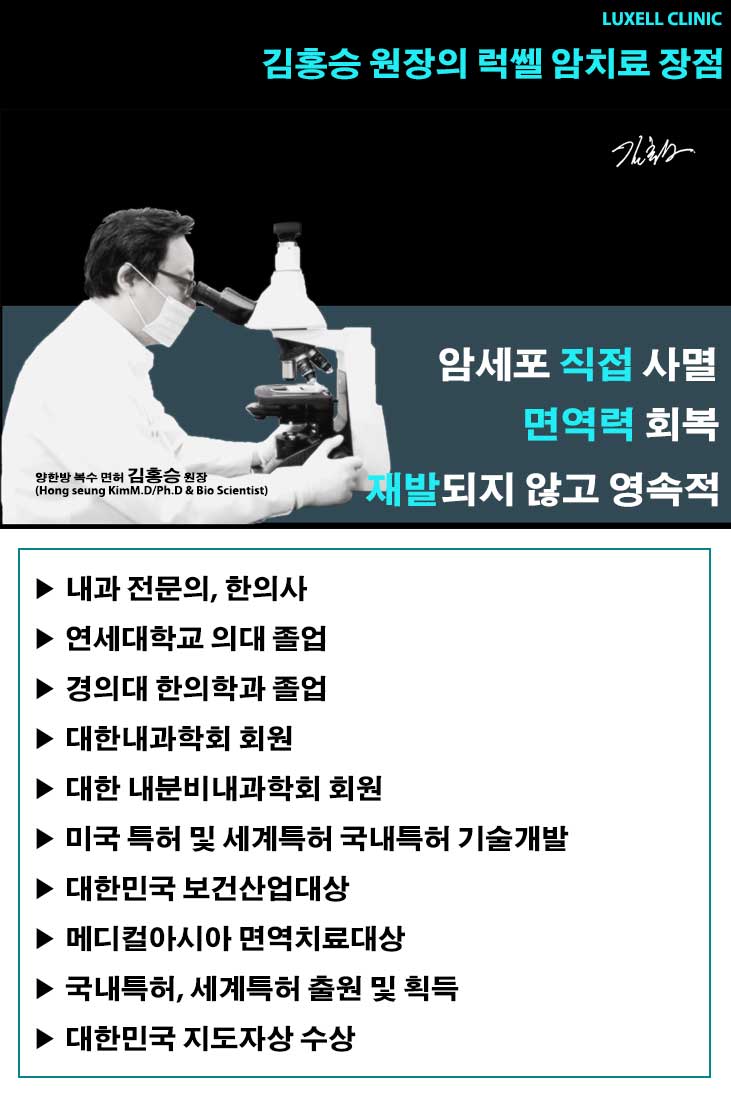 LUXELL CLINIC
김홍승 원장의 럭쎌 암치료 장점
김홍승
암세포 직접 사멸
면역력 회복
재발되지 않고 영속적
양한방 복수 면허 김홍승 원장
(Hong seung KimM.D/Ph.D & Bio Scientist)
▶ 내과 전문의, 한의사
▶ 연세대학교 의대 졸업
▶ 경의대 한의학과 졸업
▶ 대한내과학회 회원
▶ 대한 내분비내과학회 회원
▶ 미국 특허 및 세계특허 국내특허 기술개발
▶ 대한민국 보건산업대상
▶ 메디컬아시아 면역치료대상
▶ 국내특허, 세계특허 출원 및 획득
▶ 대한민국 지도자상 수상